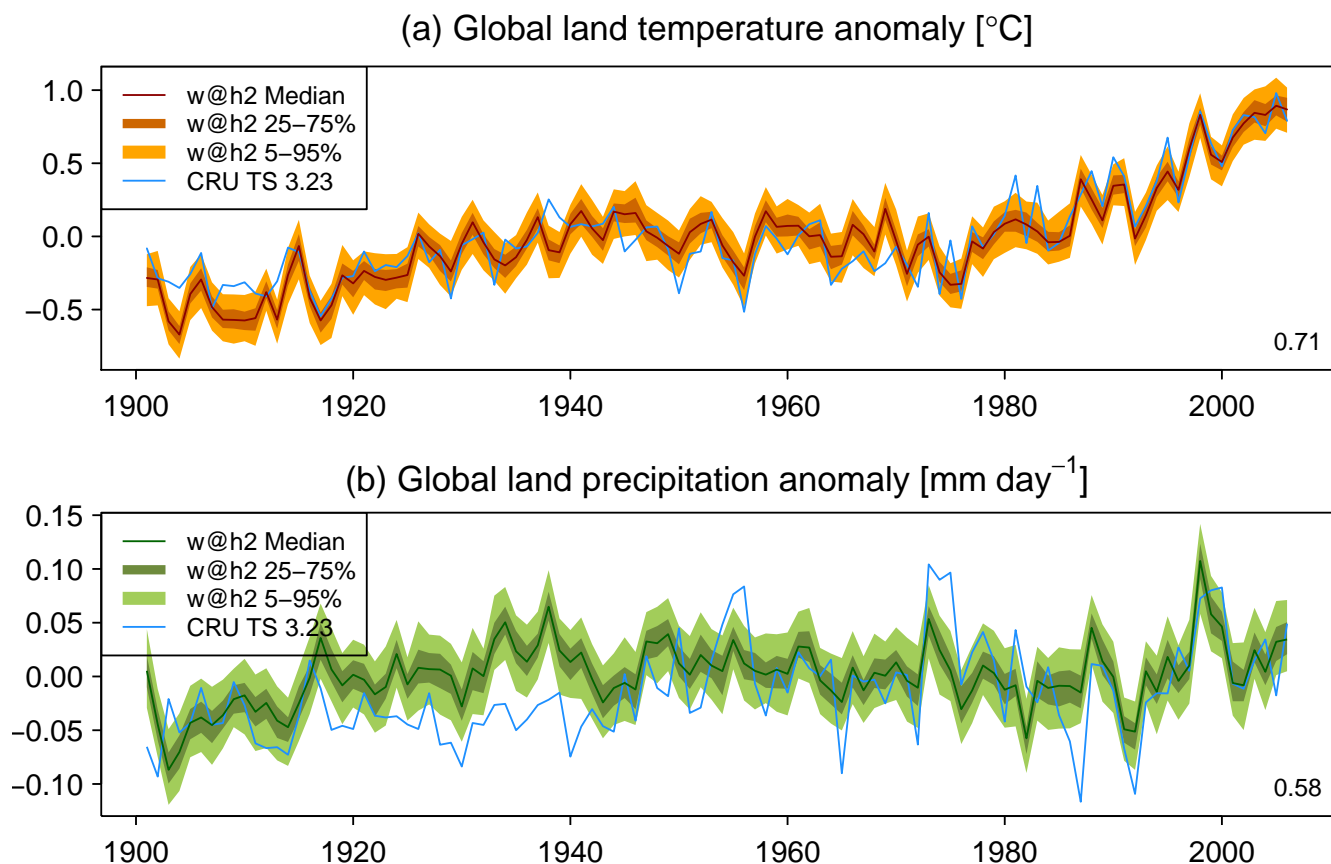 (a) Global land temperature anomaly [°C]
w@h2 Median
w@h2 25−75%
w@h2 5−95%
CRU TS 3.23
1.0
0.5
0.0
−0.5
0.71
1900 1920 1940 1960 1980 2000
(b) Global land precipitation anomaly [mm day⁻¹]
w@h2 Median
w@h2 25−75%
w@h2 5−95%
CRU TS 3.23
0.15
0.10
0.05
0.00
−0.05
−0.10
0.58
1900 1920 1940 1960 1980 2000